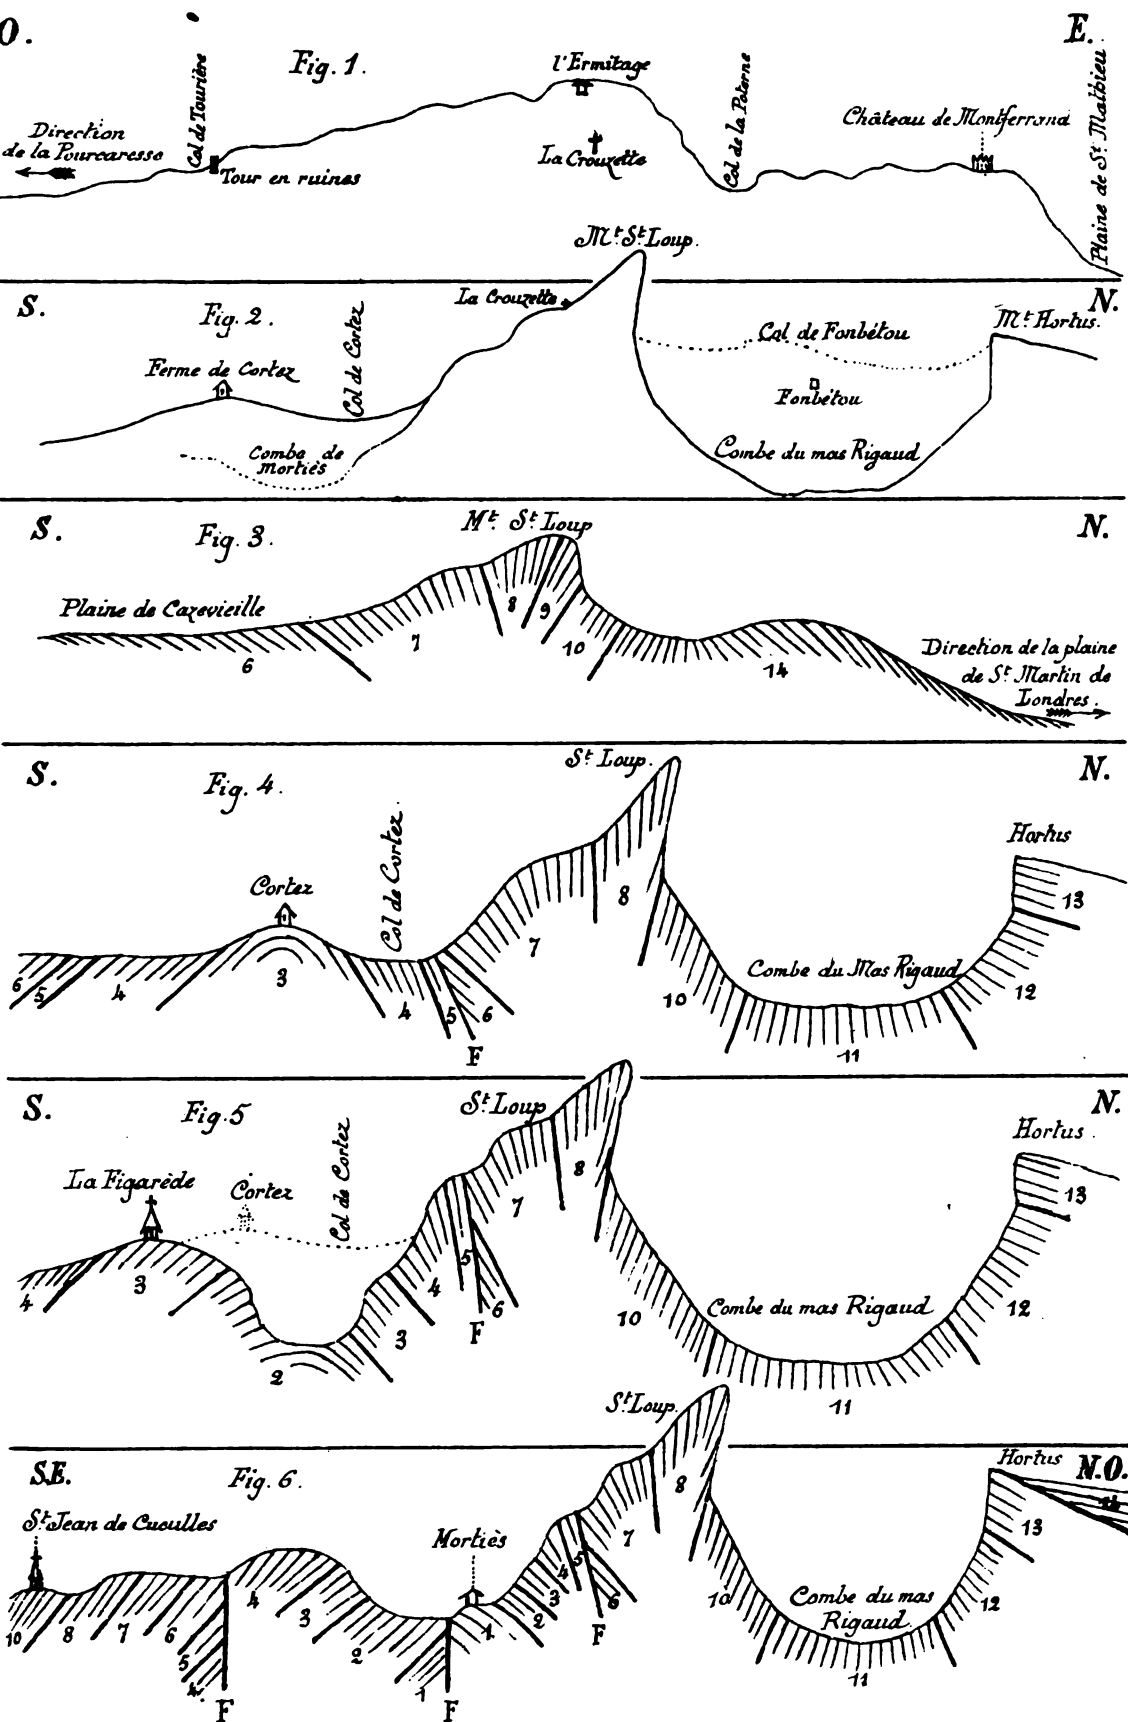 O.
Fig. 1.
E.
Col de Tourière
l'Ermitage
Col de la Poterne
Plaine de St. Mathieu
Château de Montferrand
Direction
de la Pourcaresse
La Crouzette
Tour en ruines
Mt. St. Loup.
S.
Fig. 2.
La Crouzette
N.
Col de Cortez
Col de Fonbétou
Mt. Hortus.
Ferme de Cortez
Fonbétou
Combe de
Mortiès
Combe du mas Rigaud
S.
Fig. 3.
Mt. St. Loup
N.
Plaine de Cazevieille
6
7
8
9
10
14
Direction de la plaine
de St. Martin de
Londres.
S.
Fig. 4.
St. Loup.
N.
Col de Cortez.
Hortus
Cortez
Combe du Mas Rigaud
6
5
4
3
4
5
6
F
7
8
10
11
12
13
S.
Fig. 5
St. Loup
N.
Col de Cortez
Hortus.
La Figarède
Cortez
4
3
2
3
4
5
F
6
7
8
10
Combe du mas Rigaud
11
12
13
St. Loup.
S.E.
Fig. 6.
Hortus
N.O.
St. Jean de Cuculles
Mortiès
Combe du mas
Rigaud
10
8
7
6
5
4.
F
4
3
2
1
F
1
2
3
4
5
F
6
7
8
10
11
12
13
14